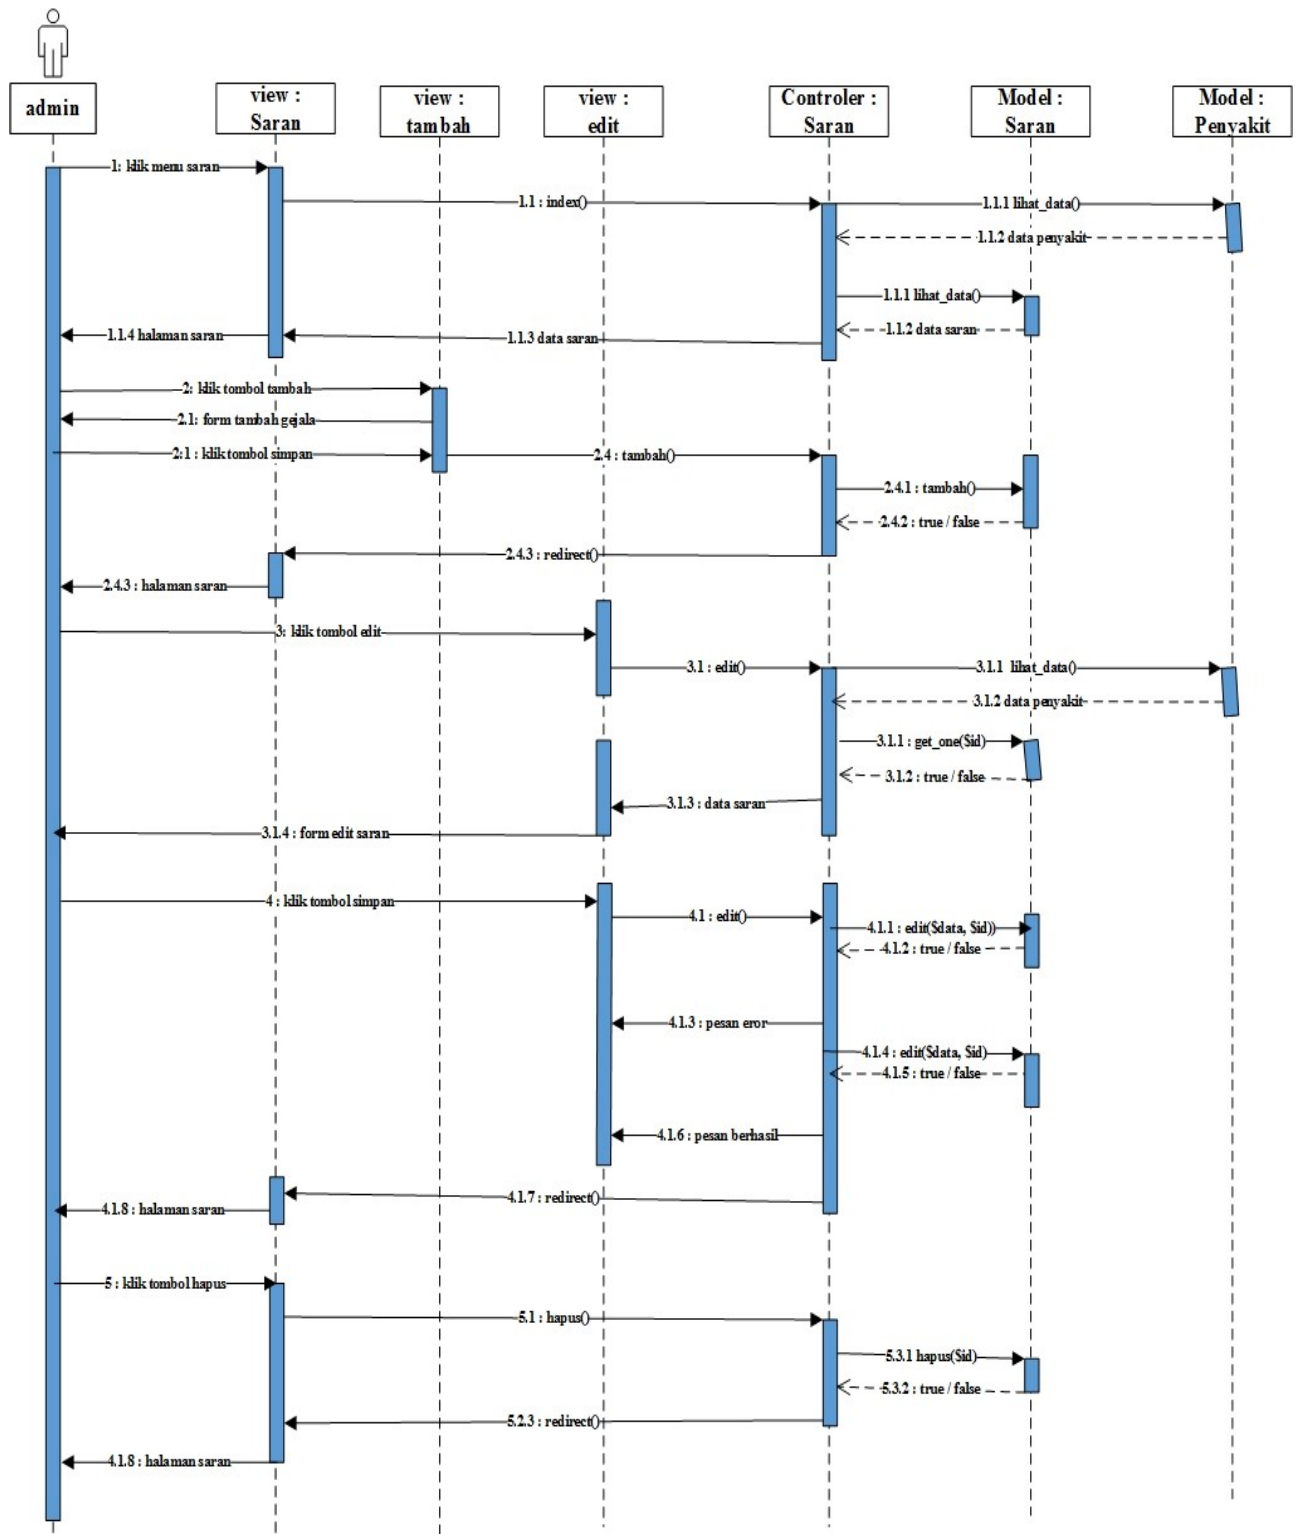 admin
view :
Saran
view :
tambah
view :
edit
Controler :
Saran
Model :
Saran
Model :
Penyakit
1: klik menu saran
1.1 : index()
1.1.1 lihat_data()
1.1.2 data penyakit
1.1.1 lihat_data()
1.1.2 data saran
1.1.3 data saran
1.1.4 halaman saran
2: klik tombol tambah
2.1: form tambah gejala
2:1 : klik tombol simpan
2.4 : tambah()
2.4.1 : tambah()
2.4.2 : true / false
2.4.3 : redirect()
2.4.3 : halaman saran
3: klik tombol edit
3.1 : edit()
3.1.1 lihat_data()
3.1.2 data penyakit
3.1.1 : get_one($id)
3.1.2 : true / false
3.1.3 : data saran
3.1.4 : form edit saran
4 : klik tombol simpan
4.1 : edit()
4.1.1 : edit($data, $id))
4.1.2 : true / false
4.1.3 : pesan eror
4.1.4 : edit($data, $id)
4.1.5 : true / false
4.1.6 : pesan berhasil
4.1.7 : redirect()
4.1.8 : halaman saran
5 : klik tombol hapus
5.1 : hapus()
5.3.1 hapus($id)
5.3.2 : true / false
5.2.3 : redirect()
4.1.8 : halaman saran